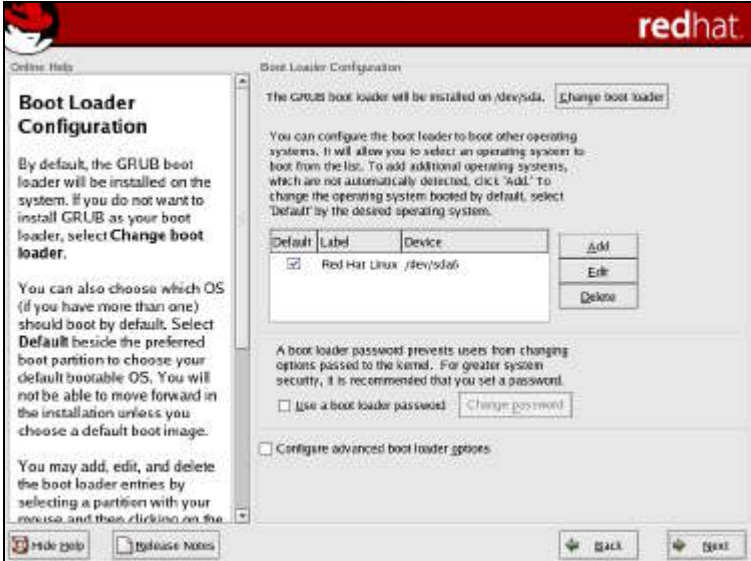 redhat.
Online Help
Boot Loader
Configuration
By default, the GRUB boot
loader will be installed on the
system. If you do not want to
install GRUB as your boot
loader, select Change boot
loader.
You can also choose which OS
(if you have more than one)
should boot by default. Select
Default beside the preferred
boot partition to choose your
default bootable OS. You will
not be able to move forward in
the installation unless you
choose a default boot image.
You may add, edit, and delete
the boot loader entries by
selecting a partition with your
mouse and then clicking on the
Boot Loader Configuration
The GRUB boot loader will be installed on /dev/sda. Change boot loader
You can configure the boot loader to boot other operating
systems. It will allow you to select an operating system to
boot from the list. To add additional operating systems,
which are not automatically detected, click 'Add.' To
change the operating system booted by default, select
'Default' by the desired operating system.
Default Label Device
Red Hat Linux /dev/sda6
Add
Edit
Delete
A boot loader password prevents users from changing
options passed to the kernel. For greater system
security, it is recommended that you set a password.
Use a boot loader password Change password
Configure advanced boot loader options
Hide Help Release Notes Back Next